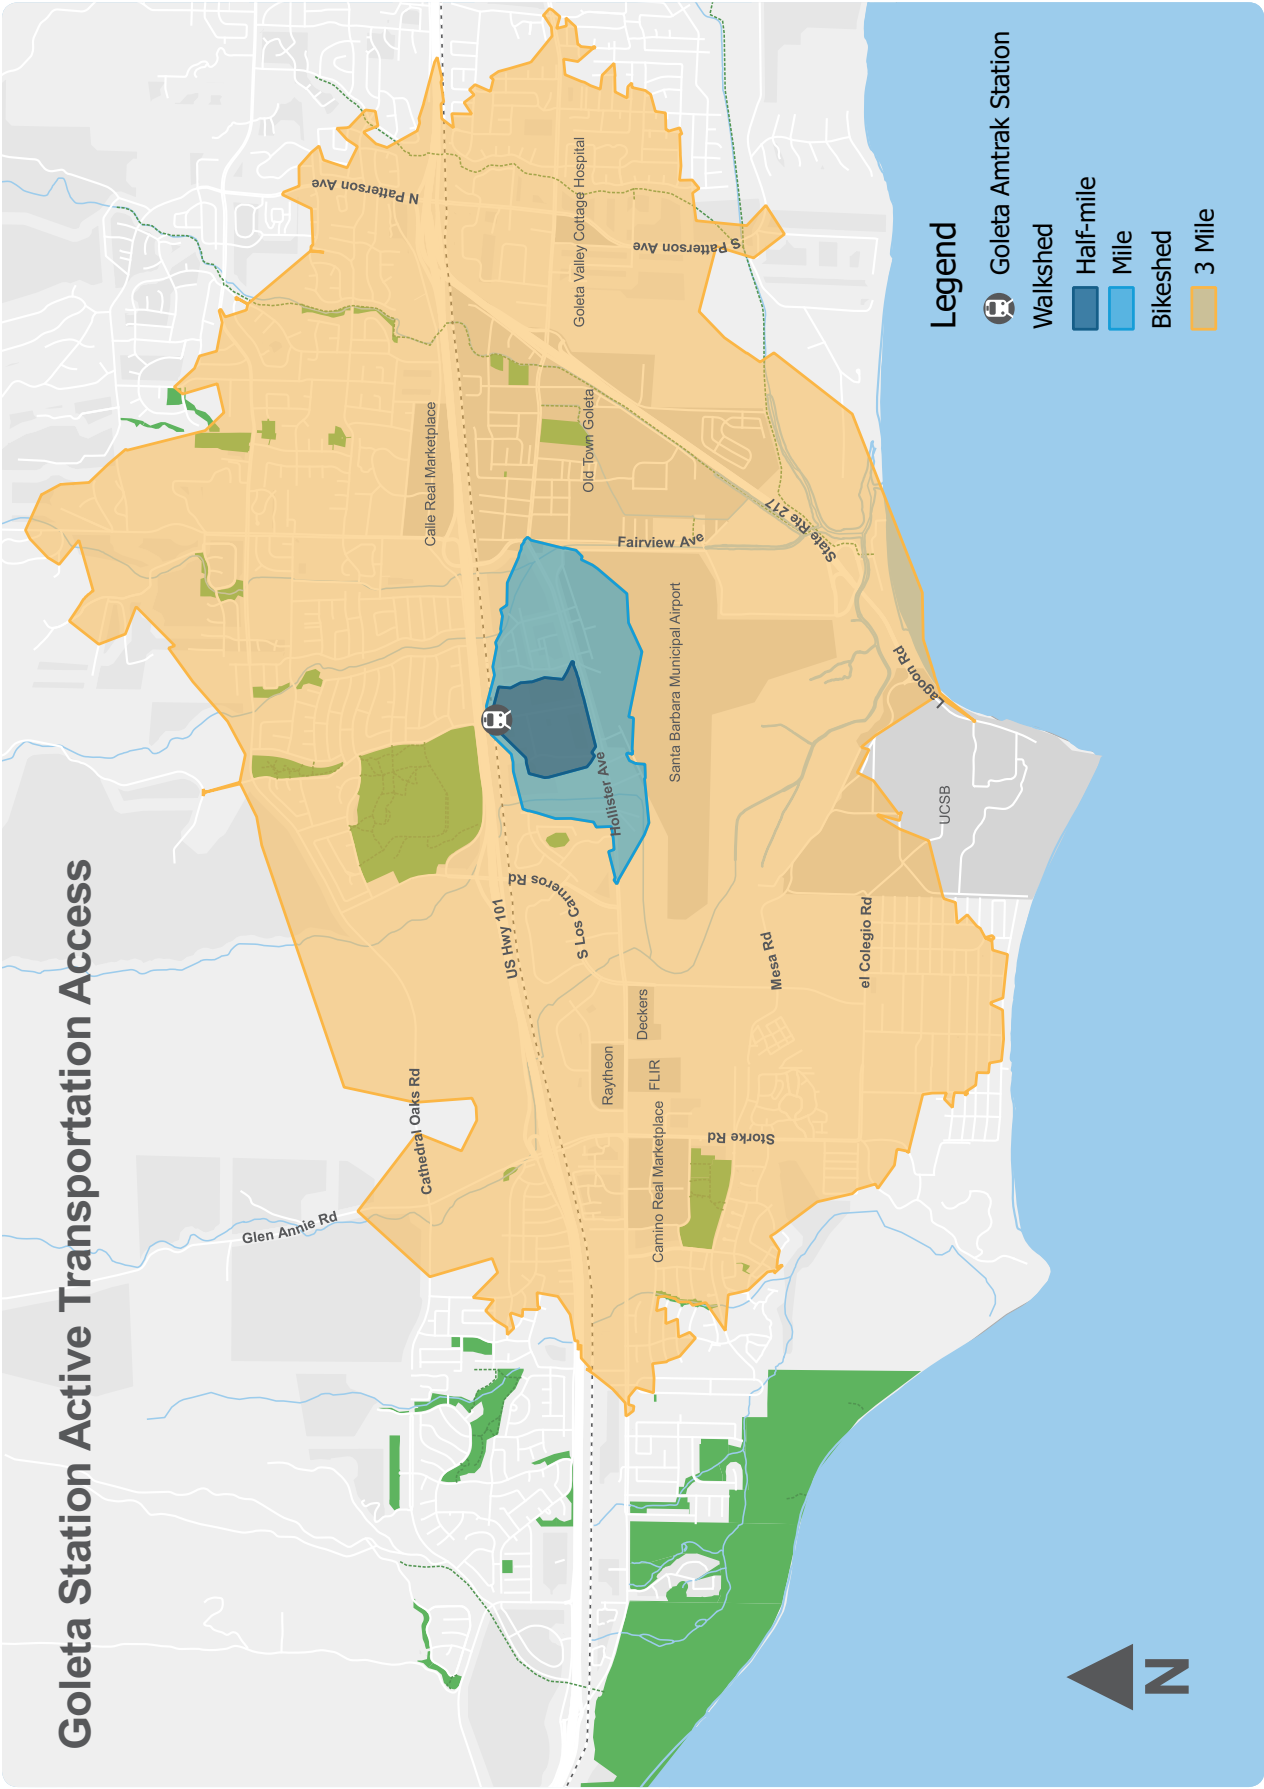 Goleta Station Active Transportation Access
Glen Annie Rd
Cathedral Oaks Rd
US Hwy 101
S Los Carneros Rd
Hollister Ave
Raytheon
Deckers
FLIR
Camino Real Marketplace
Storke Rd
Mesa Rd
el Colegio Rd
UCSB
Lagoon Rd
Santa Barbara Municipal Airport
Fairview Ave
State Rte 217
Calle Real Marketplace
Old Town Goleta
Goleta Valley Cottage Hospital
N Patterson Ave
S Patterson Ave
Legend
Goleta Amtrak Station
Walkshed
Half-mile
Mile
Bikeshed
3 Mile
N